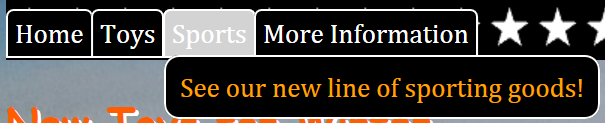 Home Toys Sports More Information
See our new line of sporting goods!